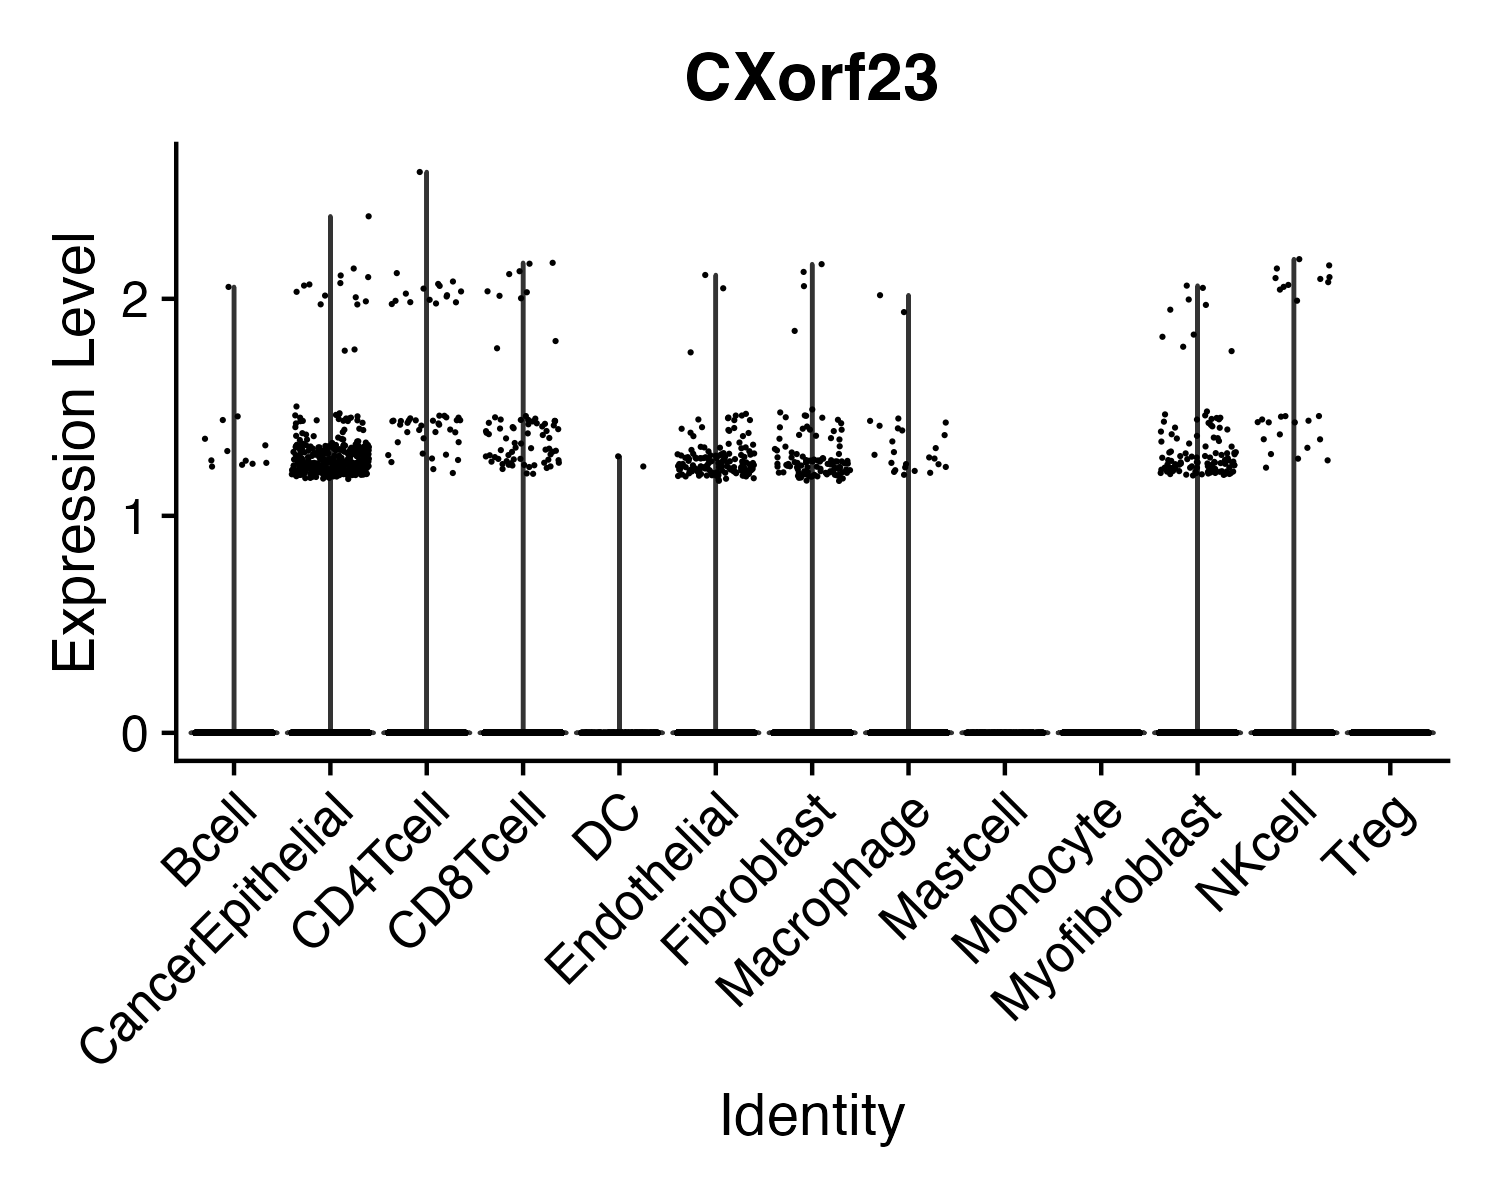 CXorf23
Expression Level
2
1
0
Bcell
CancerEpithelial
CD4Tcell
CD8Tcell
DC
Endothelial
Fibroblast
Macrophage
Mastcell
Monocyte
Myofibroblast
NKcell
Treg
Identity